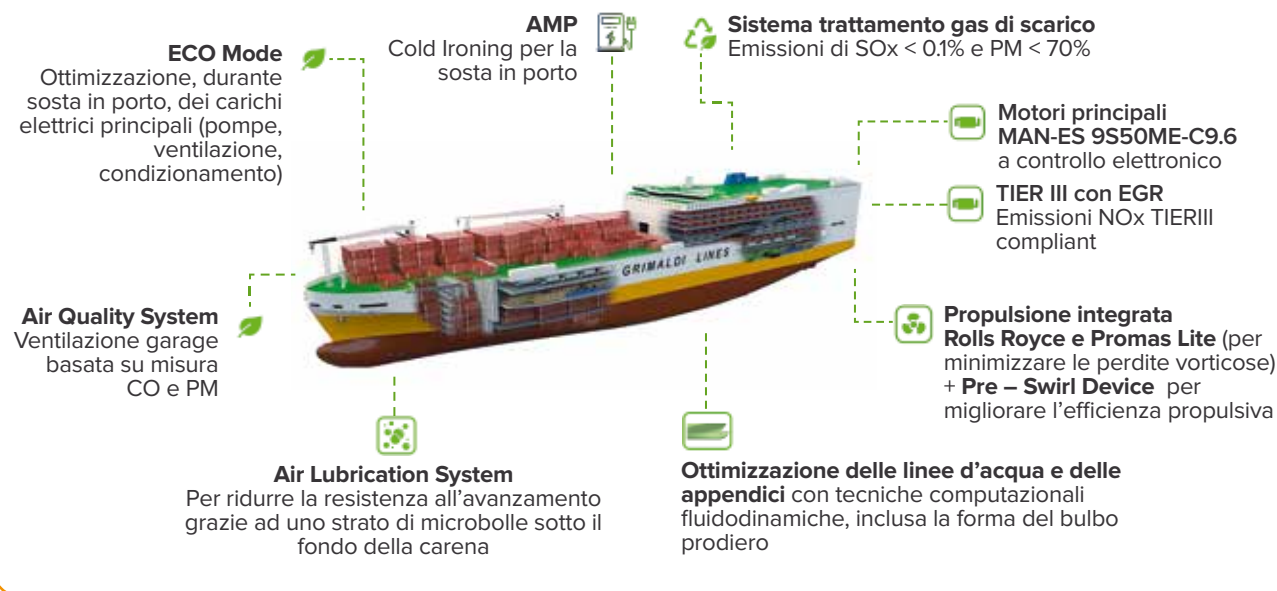 AMP
Cold Ironing per la
sosta in porto
Sistema trattamento gas di scarico
Emissioni di SOx < 0.1% e PM < 70%
ECO Mode
Ottimizzazione, durante
sosta in porto, dei carichi
elettrici principali (pompe,
ventilazione,
condizionamento)
Motori principali
MAN-ES 9S50ME-C9.6
a controllo elettronico
TIER III con EGR
Emissioni NOx TIERIII
compliant
GRIMALDI LINES
Air Quality System
Ventilazione garage
basata su misura
CO e PM
Propulsione integrata
Rolls Royce e Promas Lite (per
minimizzare le perdite vorticose)
+ Pre – Swirl Device per
migliorare l'efficienza propulsiva
Air Lubrication System
Per ridurre la resistenza all'avanzamento
grazie ad uno strato di microbolle sotto il
fondo della carena
Ottimizzazione delle linee d'acqua e delle
appendici con tecniche computazionali
fluidodinamiche, inclusa la forma del bulbo
prodiero